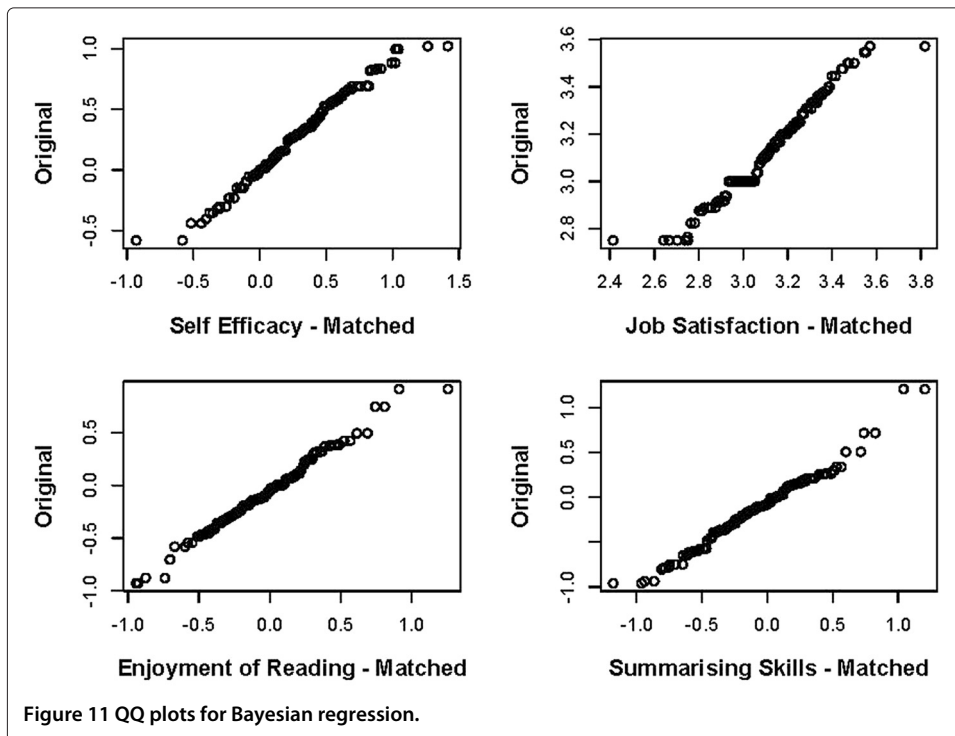 Original
1.0
0.5
0.0
-0.5
-1.0 -0.5 0.0 0.5 1.0 1.5
Self Efficacy - Matched
Original
3.6
3.4
3.2
3.0
2.8
2.4 2.6 2.8 3.0 3.2 3.4 3.6 3.8
Job Satisfaction - Matched
Original
0.5
0.0
-0.5
-1.0
-1.0 -0.5 0.0 0.5 1.0
Enjoyment of Reading - Matched
Original
1.0
0.5
0.0
-1.0
-1.0 -0.5 0.0 0.5 1.0
Summarising Skills - Matched
Figure 11 QQ plots for Bayesian regression.